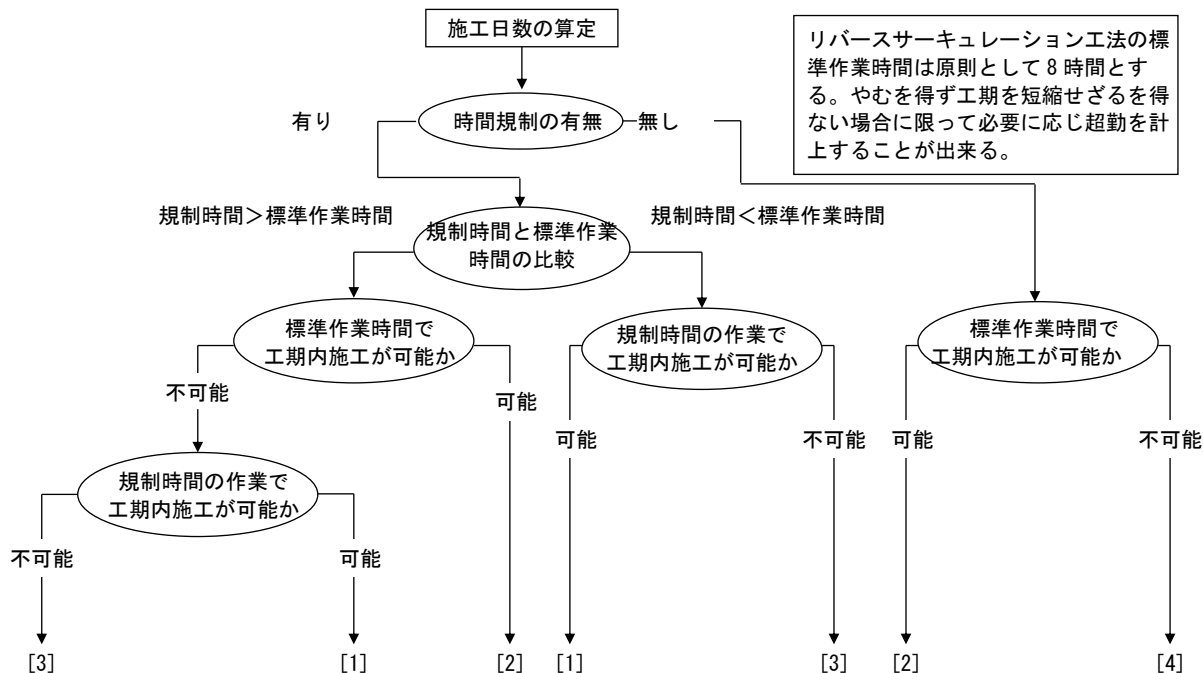 施工日数の算定
リバースサーキュレーション工法の標
準作業時間は原則として8時間とす
る。やむを得ず工期を短縮せざるを得
ない場合に限って必要に応じ超勤を計
上することが出来る。
有り
時間規制の有無
無し
規制時間＞標準作業時間
規制時間＜標準作業時間
規制時間と標準作業
時間の比較
標準作業時間で
工期内施工が可能か
規制時間の作業で
工期内施工が可能か
標準作業時間で
工期内施工が可能か
不可能
可能
可能
不可能
可能
不可能
規制時間の作業で
工期内施工が可能か
不可能
可能
[3]
[1]
[2]
[1]
[3]
[2]
[4]